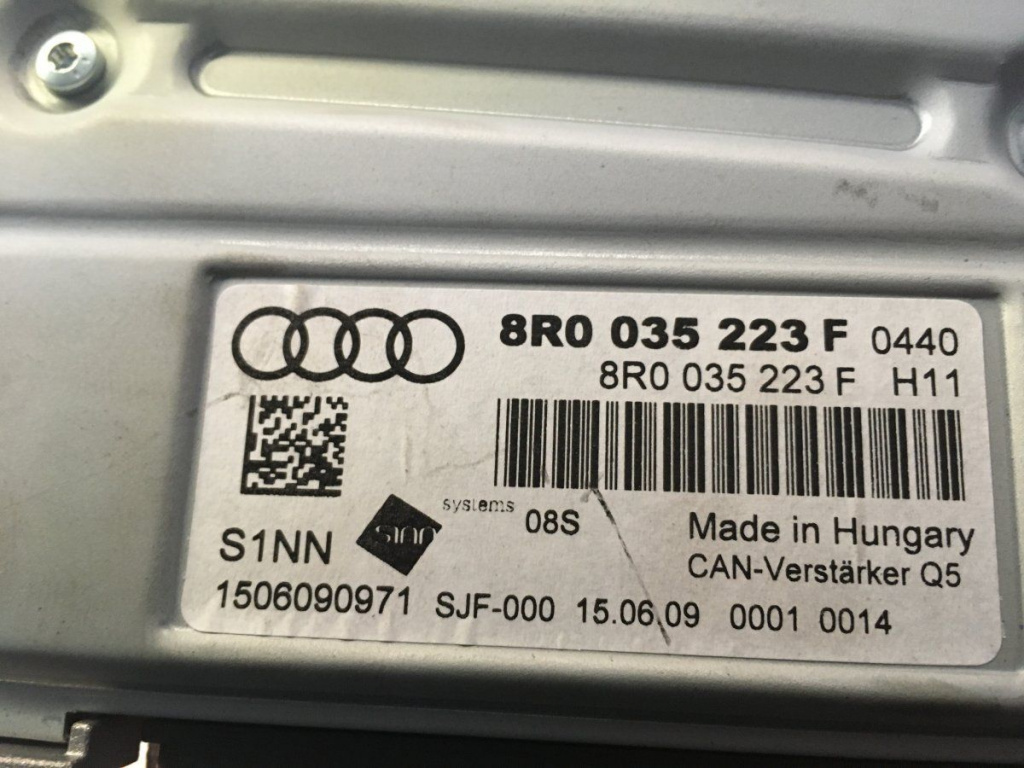 8R0 035 223 F 0440
8R0 035 223 F H11
systems
sinn
08S
Made in Hungary
S1NN
CAN-Verstärker Q5
1506090971 SJF-000 15.06.09 0001 0014